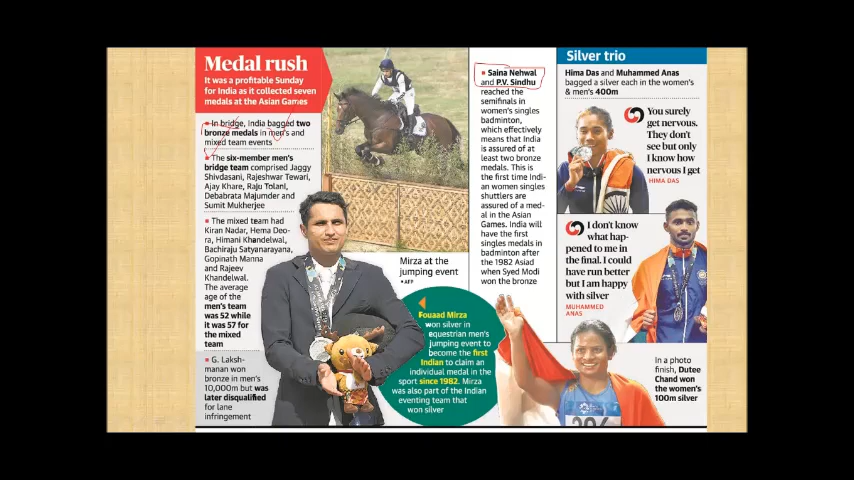 Medal rush
It was a profitable Sunday
for India as it collected seven
medals at the Asian Games
In bridge, India bagged two
bronze medals in men's and
mixed team events
The six-member men's
bridge team comprised Jaggy
Shivdasani, Rajeshwar Tewari,
Ajay Khare, Raju Tolani,
Debabrata Majumder and
Sumit Mukherjee
The mixed team had
Kiran Nadar, Hema Deo-
ra, Himani Khandelwal,
Bachiraju Satyanarayana,
Gopinath Manna
and Rajeev
Khandelwal.
The average
age of the
men's team
was 52 while
it was 57 for
the mixed
team
G. Laksh-
manan won
bronze in men's
10,000m but was
later disqualified
for lane
infringement
Mirza at the
jumping event
AFP
Fouaad Mirza
won silver in
equestrian men's
jumping event to
become the first
Indian to claim an
individual medal in the
sport since 1982. Mirza
was also part of the Indian
eventing team that
won silver
Saina Nehwal
and P.V. Sindhu
reached the
semifinals in
women's singles
badminton,
which effectively
means that India
is assured of at
least two bronze
medals. This is
the first time Indi-
an women singles
shuttlers are
assured of a med-
al in the Asian
Games. India will
have the first
singles medals in
badminton after
the 1982 Asiad
when Syed Modi
won the bronze
Silver trio
Hima Das and Muhammed Anas
bagged a silver each in the women's
& men's 400m
You surely
get nervous.
They don't
see but only
I know how
nervous I get
HIMA DAS
I don't know
what hap-
pened to me in
the final. I could
have run better
but I am happy
with silver
MUHAMMED
ANAS
In a photo
finish, Dutee
Chand won
the women's
100m silver